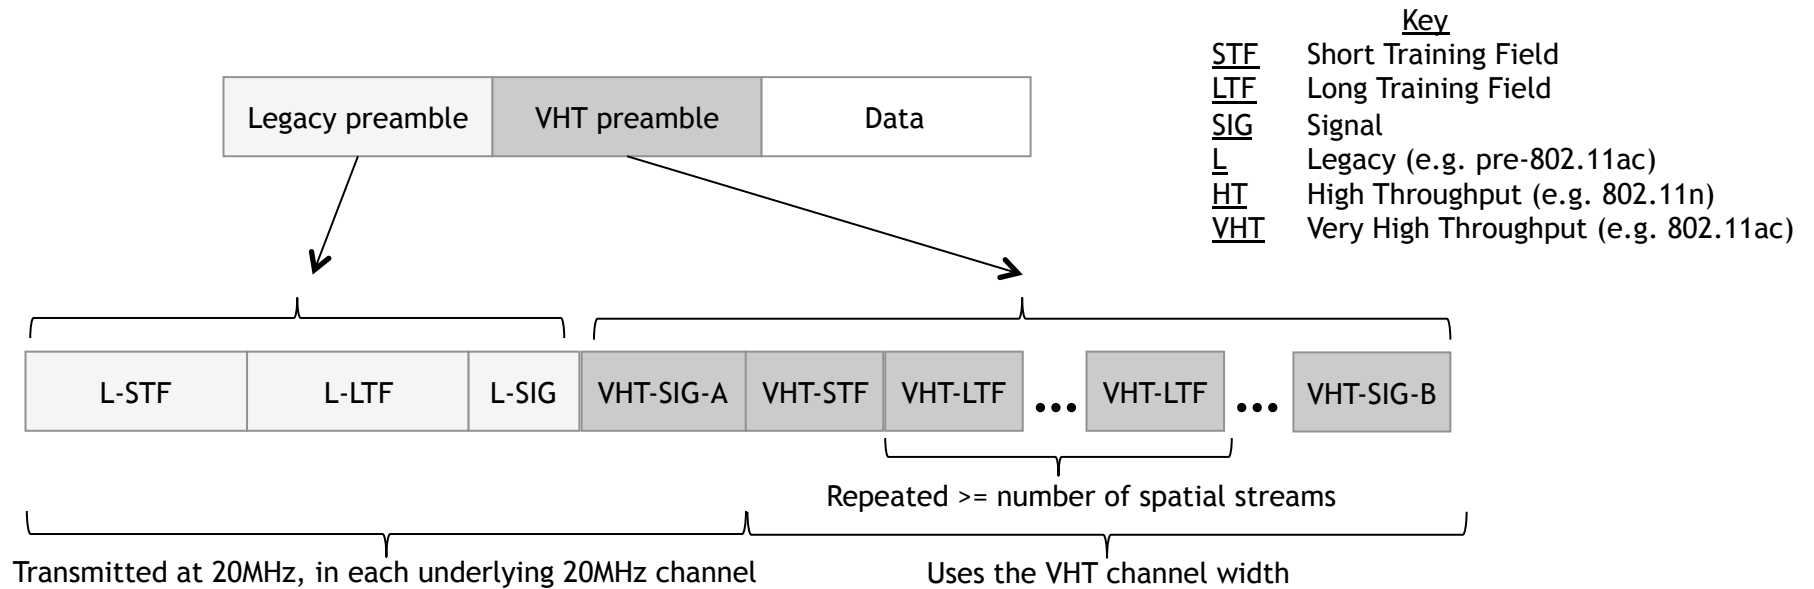 Key
STF Short Training Field
LTF Long Training Field
SIG Signal
L Legacy (e.g. pre-802.11ac)
HT High Throughput (e.g. 802.11n)
VHT Very High Throughput (e.g. 802.11ac)
Legacy preamble VHT preamble Data
L-STF L-LTF L-SIG VHT-SIG-A VHT-STF VHT-LTF ... VHT-LTF ... VHT-SIG-B
Repeated >= number of spatial streams
Transmitted at 20MHz, in each underlying 20MHz channel Uses the VHT channel width